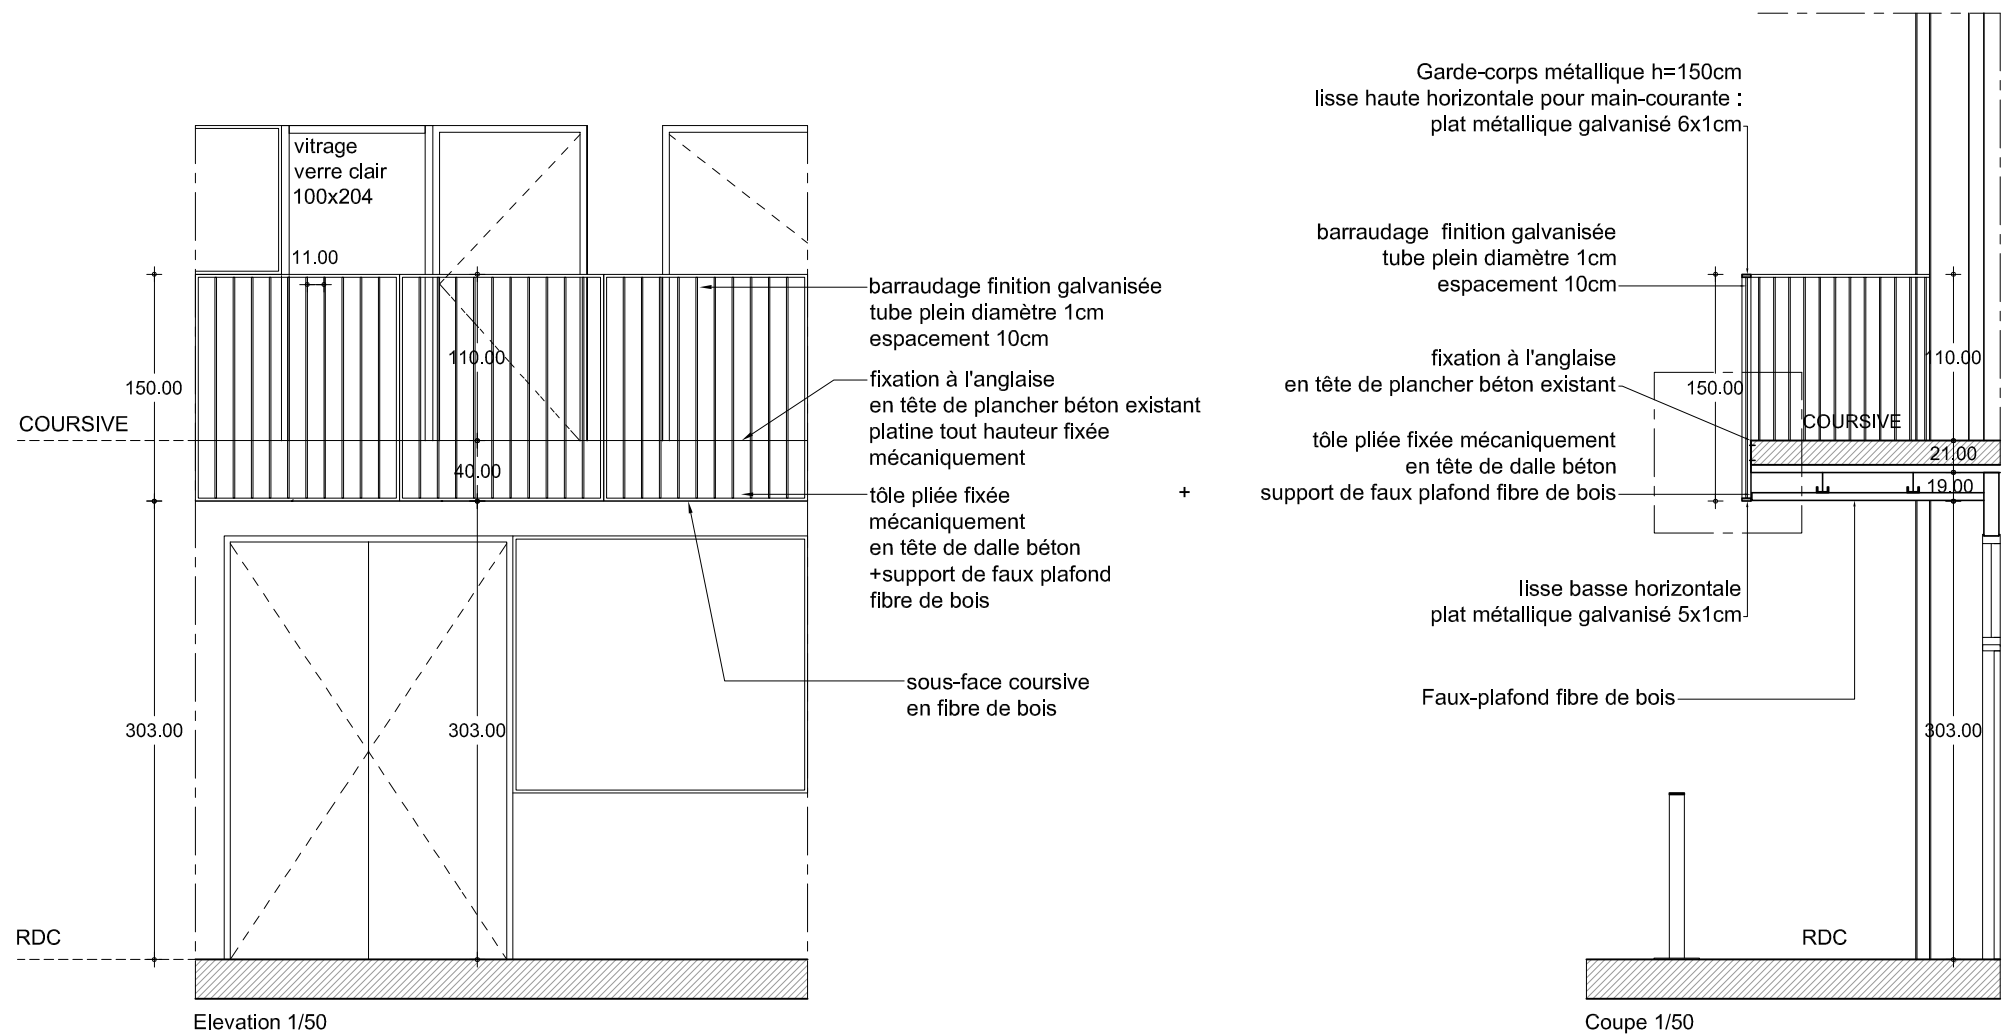 vitrage
verre clair
100x204
11.00
150.00
110.00
COURSIVE
40.00
303.00
303.00
RDC
Elevation 1/50
barraudage finition galvanisée
tube plein diamètre 1cm
espacement 10cm
fixation à l'anglaise
en tête de plancher béton existant
platine tout hauteur fixée
mécaniquement
tôle pliée fixée
mécaniquement
en tête de dalle béton
+support de faux plafond
fibre de bois
sous-face coursive
en fibre de bois
Garde-corps métallique h=150cm
lisse haute horizontale pour main-courante :
plat métallique galvanisé 6x1cm
barraudage  finition galvanisée
tube plein diamètre 1cm
espacement 10cm
fixation à l'anglaise
en tête de plancher béton existant
tôle pliée fixée mécaniquement
en tête de dalle béton
+ support de faux plafond fibre de bois
lisse basse horizontale
plat métallique galvanisé 5x1cm
Faux-plafond fibre de bois
150.00
110.00
COURSIVE
21.00
19.00
303.00
RDC
Coupe 1/50